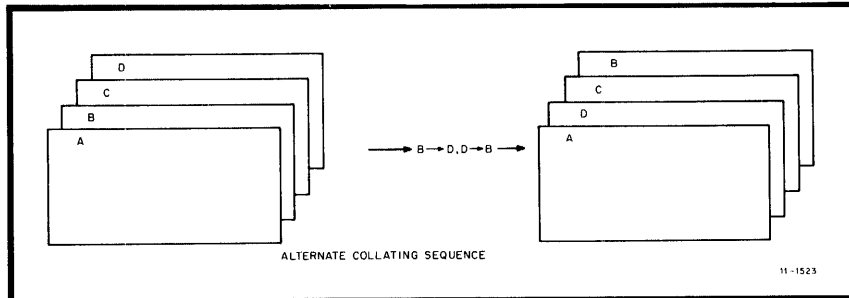 D
C
B
A
B → D, D → B
B
C
D
A
ALTERNATE COLLATING SEQUENCE
11-1523